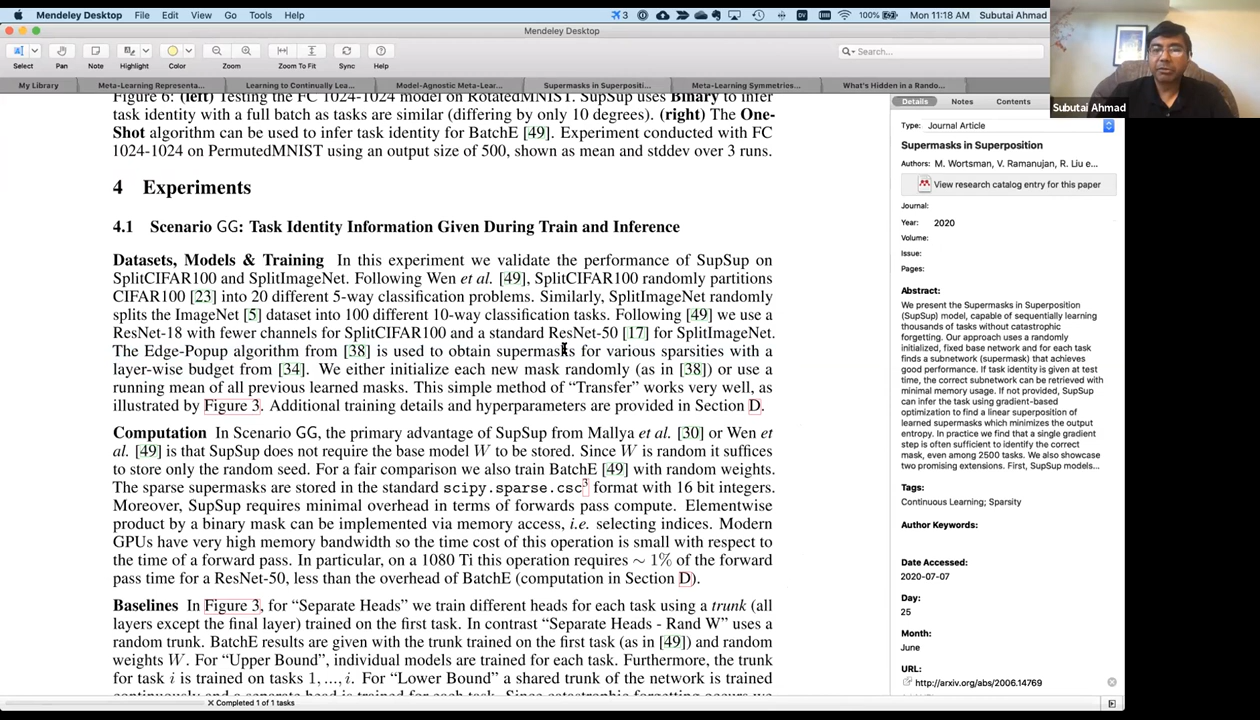 Mendeley Desktop File Edit View Go Tools Help 3 100% Mon 11:18 AM Subutai Ahmad
Mendeley Desktop
Select Pan Note Highlight Color Zoom Zoom To Fit Sync Help
Search...
My Library Meta-Learning Representa... Learning to Continually Le... Model-Agnostic Meta-Lear... Supermasks in Superpositi... Meta-Learning Symmetries... What's Hidden in a Rando...
Figure 6: (left) Testing the FC 1024-1024 model on RotatedMNIST. SupSup uses Binary to infer
task identity with a full batch as tasks are similar (differing by only 10 degrees). (right) The One-
Shot algorithm can be used to infer task identity for BatchE [49]. Experiment conducted with FC
1024-1024 on PermutedMNIST using an output size of 500, shown as mean and stddev over 3 runs.
4 Experiments
4.1 Scenario GG: Task Identity Information Given During Train and Inference
Datasets, Models & Training In this experiment we validate the performance of SupSup on
SplitCIFAR100 and SplitImageNet. Following Wen et al. [49], SplitCIFAR100 randomly partitions
CIFAR100 [23] into 20 different 5-way classification problems. Similarly, SplitImageNet randomly
splits the ImageNet [5] dataset into 100 different 10-way classification tasks. Following [49] we use a
ResNet-18 with fewer channels for SplitCIFAR100 and a standard ResNet-50 [17] for SplitImageNet.
The Edge-Popup algorithm from [38] is used to obtain supermasks for various sparsities with a
layer-wise budget from [34]. We either initialize each new mask randomly (as in [38]) or use a
running mean of all previous learned masks. This simple method of “Transfer” works very well, as
illustrated by Figure 3. Additional training details and hyperparameters are provided in Section D.
Computation In Scenario GG, the primary advantage of SupSup from Mallya et al. [30] or Wen et
al. [49] is that SupSup does not require the base model W to be stored. Since W is random it suffices
to store only the random seed. For a fair comparison we also train BatchE [49] with random weights.
The sparse supermasks are stored in the standard scipy.sparse.csc3 format with 16 bit integers.
Moreover, SupSup requires minimal overhead in terms of forwards pass compute. Elementwise
product by a binary mask can be implemented via memory access, i.e. selecting indices. Modern
GPUs have very high memory bandwidth so the time cost of this operation is small with respect to
the time of a forward pass. In particular, on a 1080 Ti this operation requires ∼ 1% of the forward
pass time for a ResNet-50, less than the overhead of BatchE (computation in Section D).
Baselines In Figure 3, for “Separate Heads” we train different heads for each task using a trunk (all
layers except the final layer) trained on the first task. In contrast “Separate Heads - Rand W” uses a
random trunk. BatchE results are given with the trunk trained on the first task (as in [49]) and random
weights W. For “Upper Bound”, individual models are trained for each task. Furthermore, the trunk
for task i is trained on tasks 1,...,i. For “Lower Bound” a shared trunk of the network is trained
continuously and a separate head is trained for each task. Since catastrophic forgetting occurs we
Completed 1 of 1 tasks
Details Notes Contents
Type: Journal Article
Supermasks in Superposition
Authors: M. Wortsman, V. Ramanujan, R. Liu e...
View research catalog entry for this paper
Journal:
Year: 2020
Volume:
Issue:
Pages:
Abstract:
We present the Supermasks in Superposition
(SupSup) model, capable of sequentially learning
thousands of tasks without catastrophic
forgetting. Our approach uses a randomly
initialized, fixed base network and for each task
finds a subnetwork (supermask) that achieves
good performance. If task identity is given at test
time, the correct subnetwork can be retrieved with
minimal memory usage. If not provided, SupSup
can infer the task using gradient-based
optimization to find a linear superposition of
learned supermasks which minimizes the output
entropy. In practice we find that a single gradient
step is often sufficient to identify the correct
mask, even among 2500 tasks. We also showcase
two promising extensions. First, SupSup models...
Tags:
Continuous Learning; Sparsity
Author Keywords:
Date Accessed:
2020-07-07
Day:
25
Month:
June
URL:
http://arxiv.org/abs/2006.14769
Subutai Ahmad